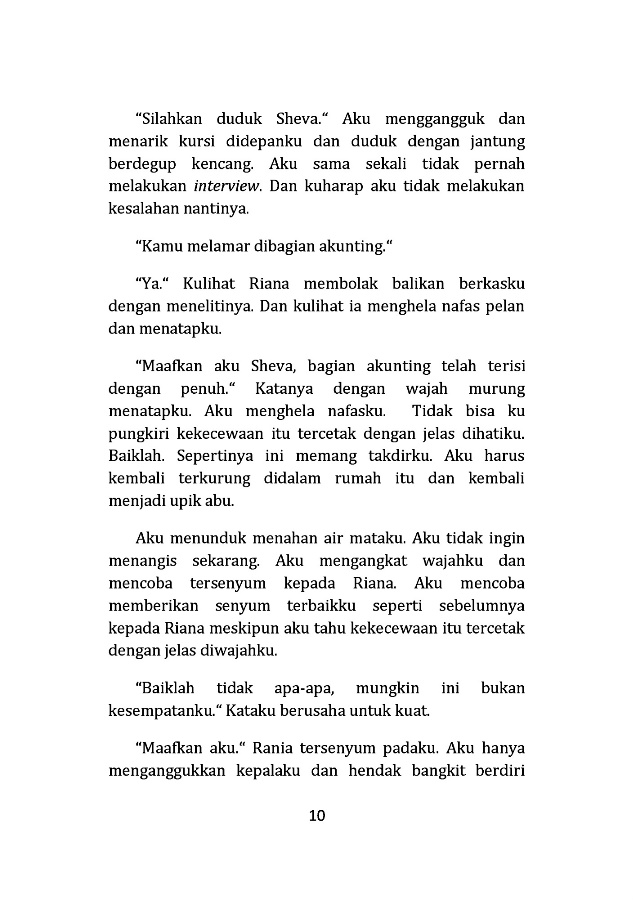 “Silahkan duduk Sheva.“ Aku menggangguk dan
menarik kursi didepanku dan duduk dengan jantung
berdegup kencang. Aku sama sekali tidak pernah
melakukan interview. Dan kuharap aku tidak melakukan
kesalahan nantinya.
“Kamu melamar dibagian akunting.“
“Ya.“ Kulihat Riana membolak balikan berkasku
dengan menelitinya. Dan kulihat ia menghela nafas pelan
dan menatapku.
“Maafkan aku Sheva, bagian akunting telah terisi
dengan penuh.“ Katanya dengan wajah murung
menatapku. Aku menghela nafasku. Tidak bisa ku
pungkiri kekecewaan itu tercetak dengan jelas dihatiku.
Baiklah. Sepertinya ini memang takdirku. Aku harus
kembali terkurung didalam rumah itu dan kembali
menjadi upik abu.
Aku menunduk menahan air mataku. Aku tidak ingin
menangis sekarang. Aku mengangkat wajahku dan
mencoba tersenyum kepada Riana. Aku mencoba
memberikan senyum terbaikku seperti sebelumnya
kepada Riana meskipun aku tahu kekecewaan itu tercetak
dengan jelas diwajahku.
“Baiklah tidak apa-apa, mungkin ini bukan
kesempatanku.“ Kataku berusaha untuk kuat.
“Maafkan aku.“ Rania tersenyum padaku. Aku hanya
menganggukkan kepalaku dan hendak bangkit berdiri
10